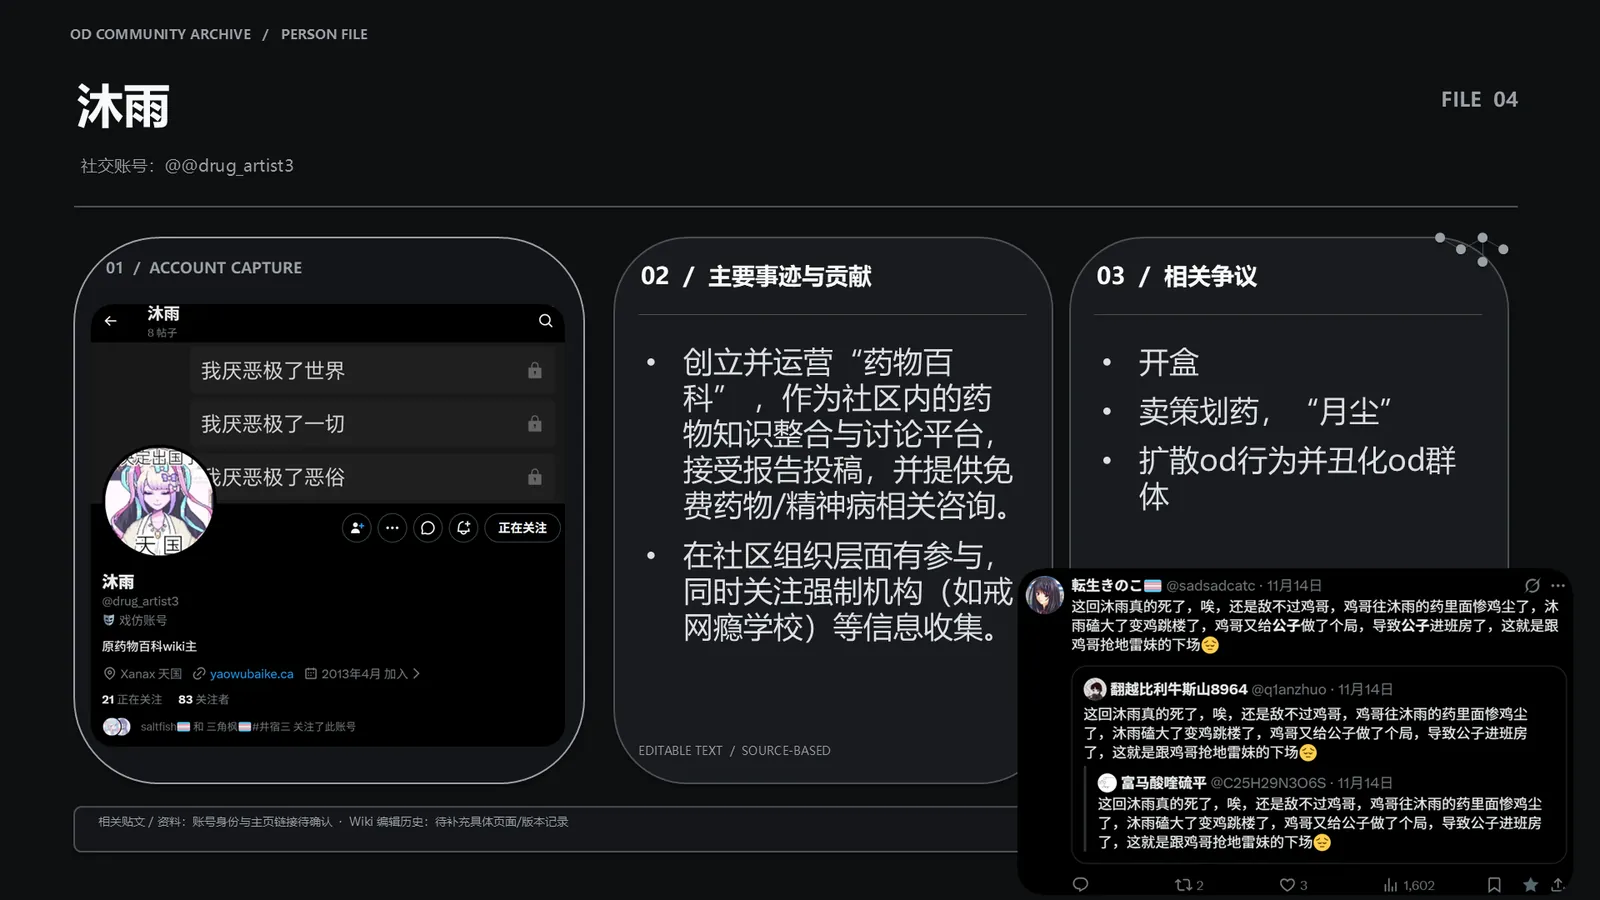 OD COMMUNITY ARCHIVE / PERSON FILE
沐雨
FILE 04
社交账号：@@drug_artist3
01 / ACCOUNT CAPTURE
沐雨
8 帖子
我厌恶极了世界
我厌恶极了一切
我厌恶极了恶俗
天国
正在关注
沐雨
@drug_artist3
戏仿账号
原药物百科wiki主
Xanax 天国 yaowubaike.ca 2013年4月 加入
21 正在关注 83 关注者
saltfish 和 三角枫#井宿三 关注了此账号
02 / 主要事迹与贡献
• 创立并运营“药物百
科”，作为社区内的药
物知识整合与讨论平台，
接受报告投稿，并提供免
费药物/精神病相关咨询。
• 在社区组织层面有参与，
同时关注强制机构（如戒
网瘾学校）等信息收集。
EDITABLE TEXT / SOURCE-BASED
03 / 相关争议
• 开盒
• 卖策划药，“月尘”
• 扩散od行为并丑化od群
体
転生きのこ @sadsadcatc · 11月14日
这回沐雨真的死了，唉，还是敌不过鸡哥，鸡哥往沐雨的药里面惨鸡尘了，沐
雨磕大了变鸡跳楼了，鸡哥又给公子做了个局，导致公子进班房了，这就是跟
鸡哥抢地雷妹的下场😔
翻越比利牛斯山8964 @q1anzhuo · 11月14日
这回沐雨真的死了，唉，还是敌不过鸡哥，鸡哥往沐雨的药里面惨鸡尘
了，沐雨磕大了变鸡跳楼了，鸡哥又给公子做了个局，导致公子进班房
了，这就是跟鸡哥抢地雷妹的下场😔
富马酸喹硫平 @C25H29N3O6S · 11月14日
这回沐雨真的死了，唉，还是敌不过鸡哥，鸡哥往沐雨的药里面惨鸡尘
了，沐雨磕大了变鸡跳楼了，鸡哥又给公子做了个局，导致公子进班房
了，这就是跟鸡哥抢地雷妹的下场😔
2 3 1,602
相关贴文 / 资料：账号身份与主页链接待确认 · Wiki 编辑历史：待补充具体页面/版本记录